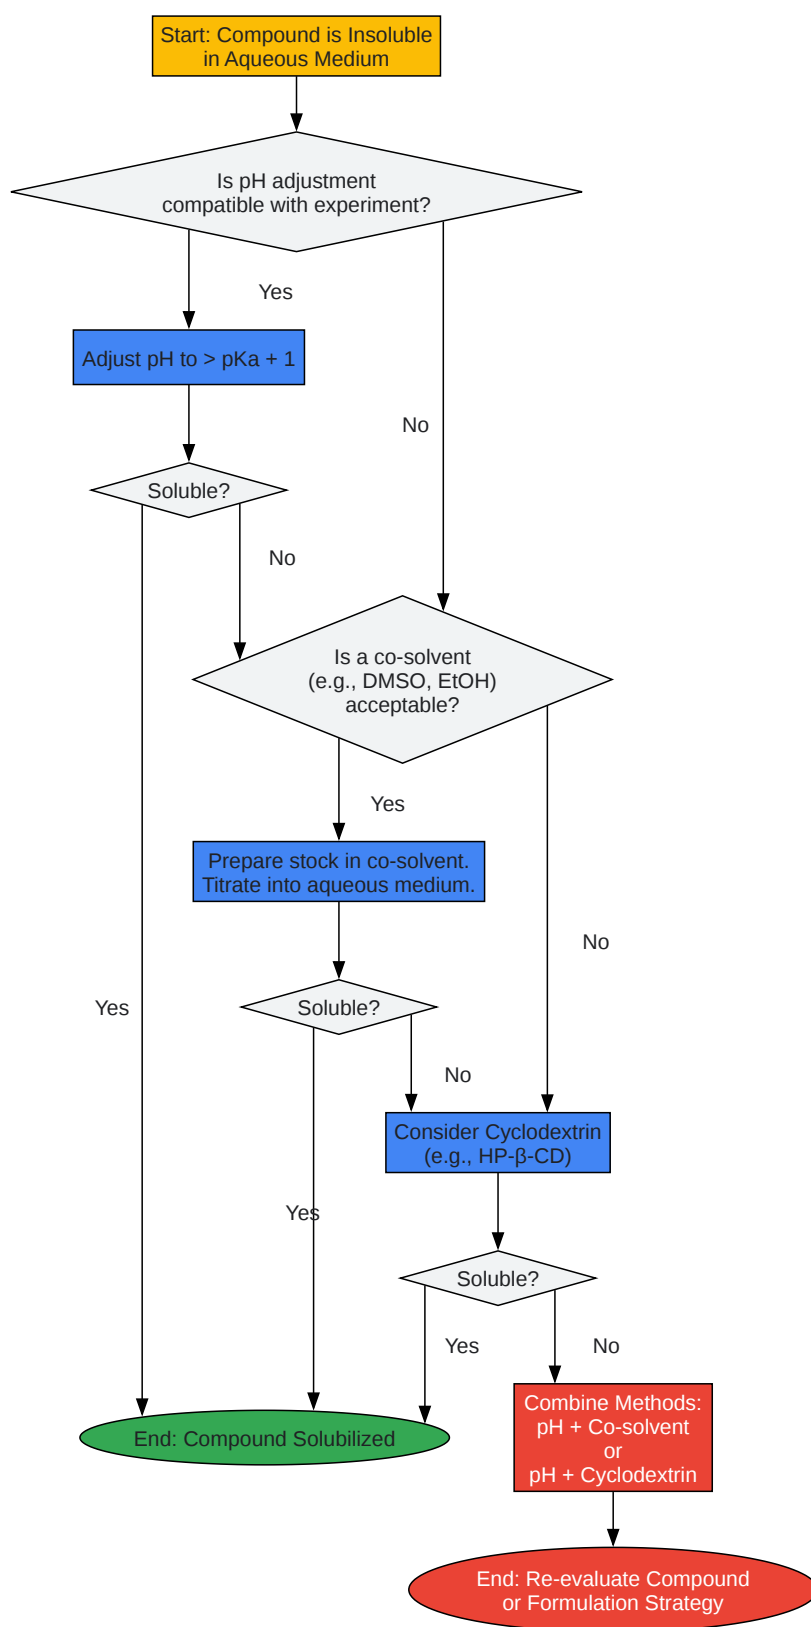 Start: Compound is Insoluble
in Aqueous Medium
Is pH adjustment
compatible with experiment?
Yes
Adjust pH to > pKa + 1
No
Soluble?
No
Is a co-solvent
(e.g., DMSO, EtOH)
acceptable?
Yes
Prepare stock in co-solvent.
Titrate into aqueous medium.
No
Yes
Soluble?
No
Consider Cyclodextrin
(e.g., HP-β-CD)
Yes
Soluble?
Yes
No
Combine Methods:
pH + Co-solvent
or
pH + Cyclodextrin
End: Compound Solubilized
End: Re-evaluate Compound
or Formulation Strategy